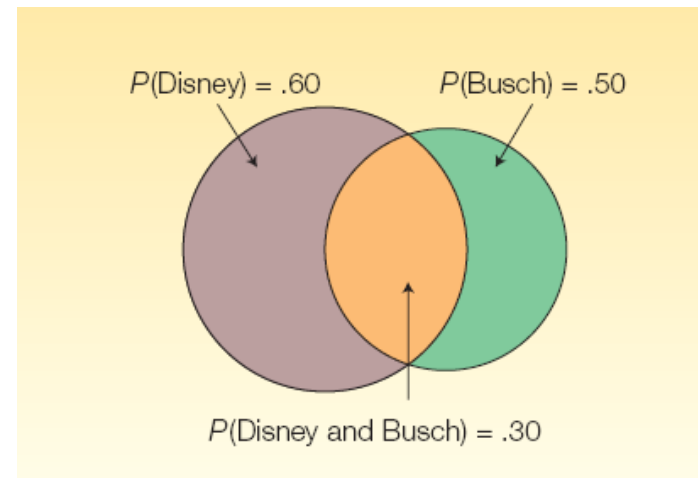 P(Disney) = .60
P(Busch) = .50
P(Disney and Busch) = .30